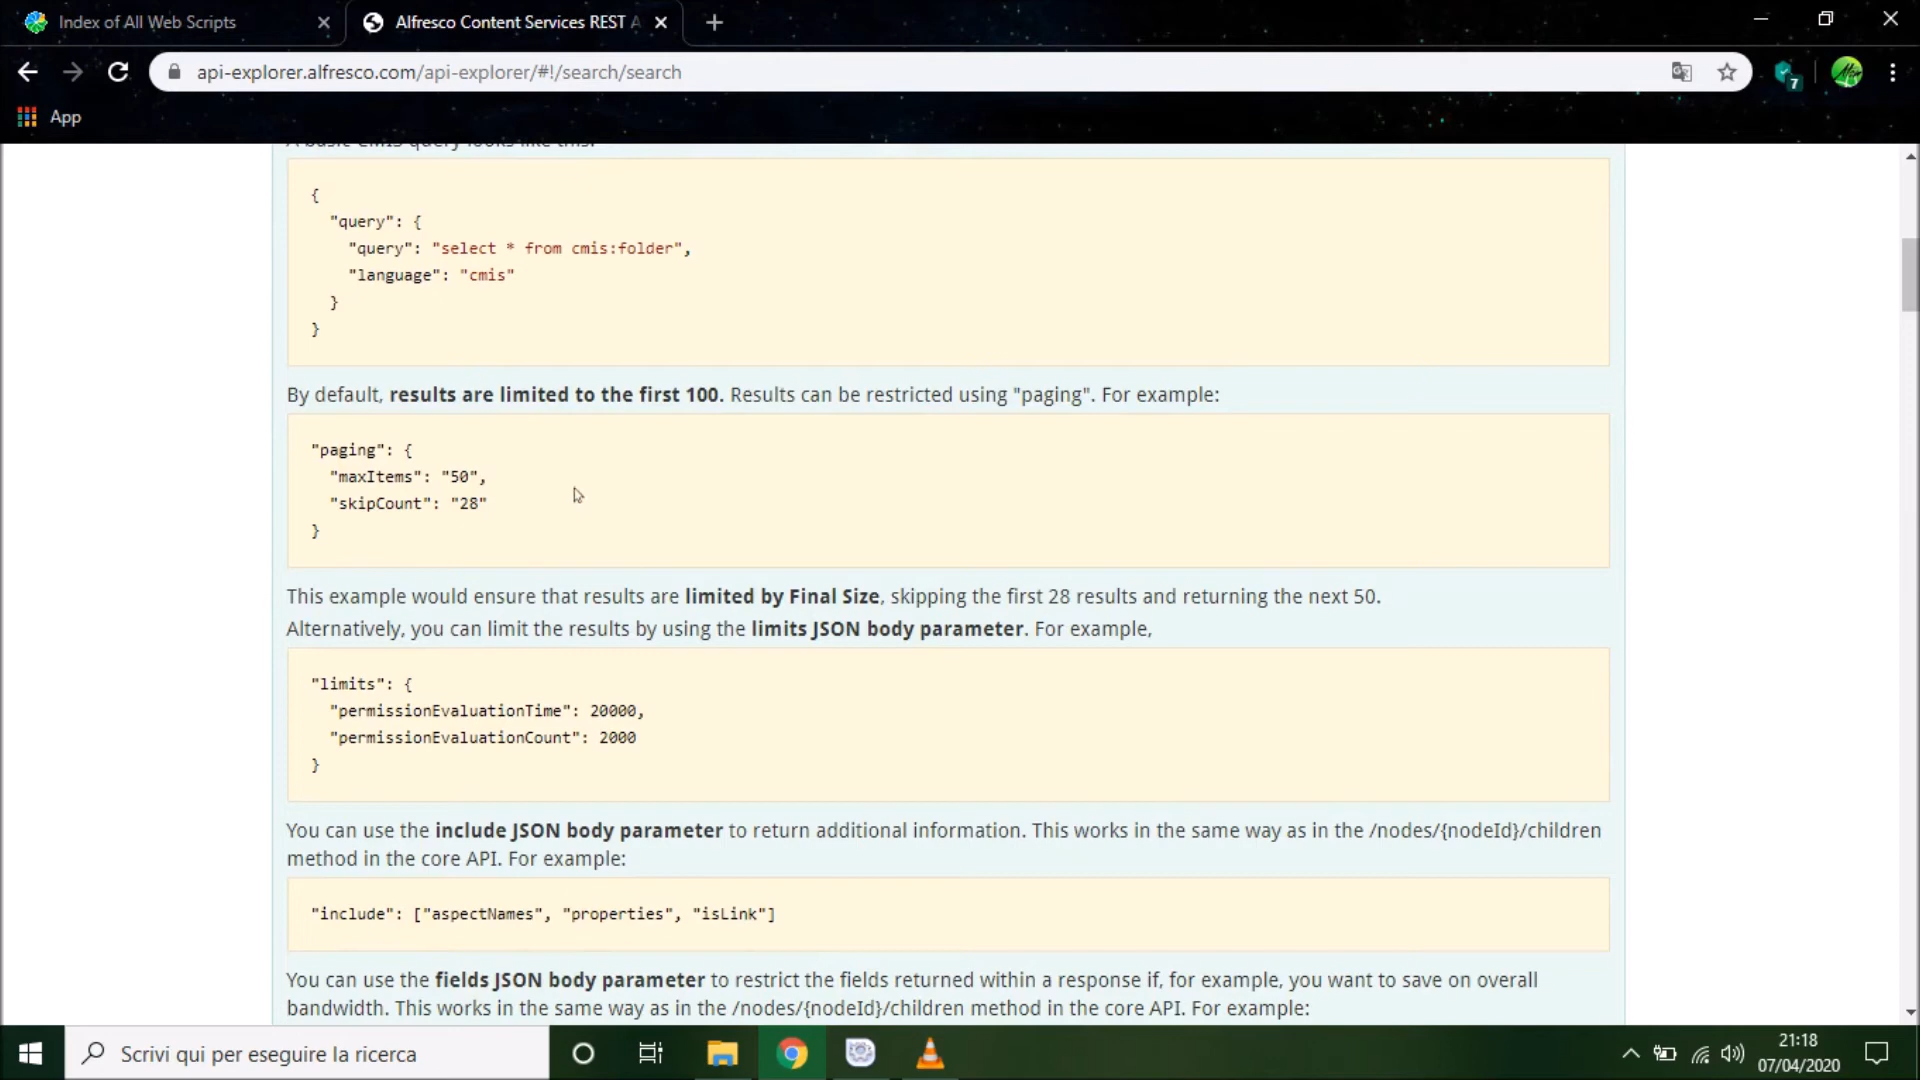 Index of All Web Scripts
Alfresco Content Services REST A
api-explorer.alfresco.com/api-explorer/#!/search/search
7
App
A basic CMIS query looks like this:
{
"query": {
"query": "select * from cmis:folder",
"language": "cmis"
}
}
By default, results are limited to the first 100. Results can be restricted using "paging". For example:
"paging": {
"maxItems": "50",
"skipCount": "28"
}
This example would ensure that results are limited by Final Size, skipping the first 28 results and returning the next 50.
Alternatively, you can limit the results by using the limits JSON body parameter. For example,
"limits": {
"permissionEvaluationTime": 20000,
"permissionEvaluationCount": 2000
}
You can use the include JSON body parameter to return additional information. This works in the same way as in the /nodes/{nodeId}/children
method in the core API. For example:
"include": ["aspectNames", "properties", "isLink"]
You can use the fields JSON body parameter to restrict the fields returned within a response if, for example, you want to save on overall
bandwidth. This works in the same way as in the /nodes/{nodeId}/children method in the core API. For example:
Scrivi qui per eseguire la ricerca
21:18
07/04/2020